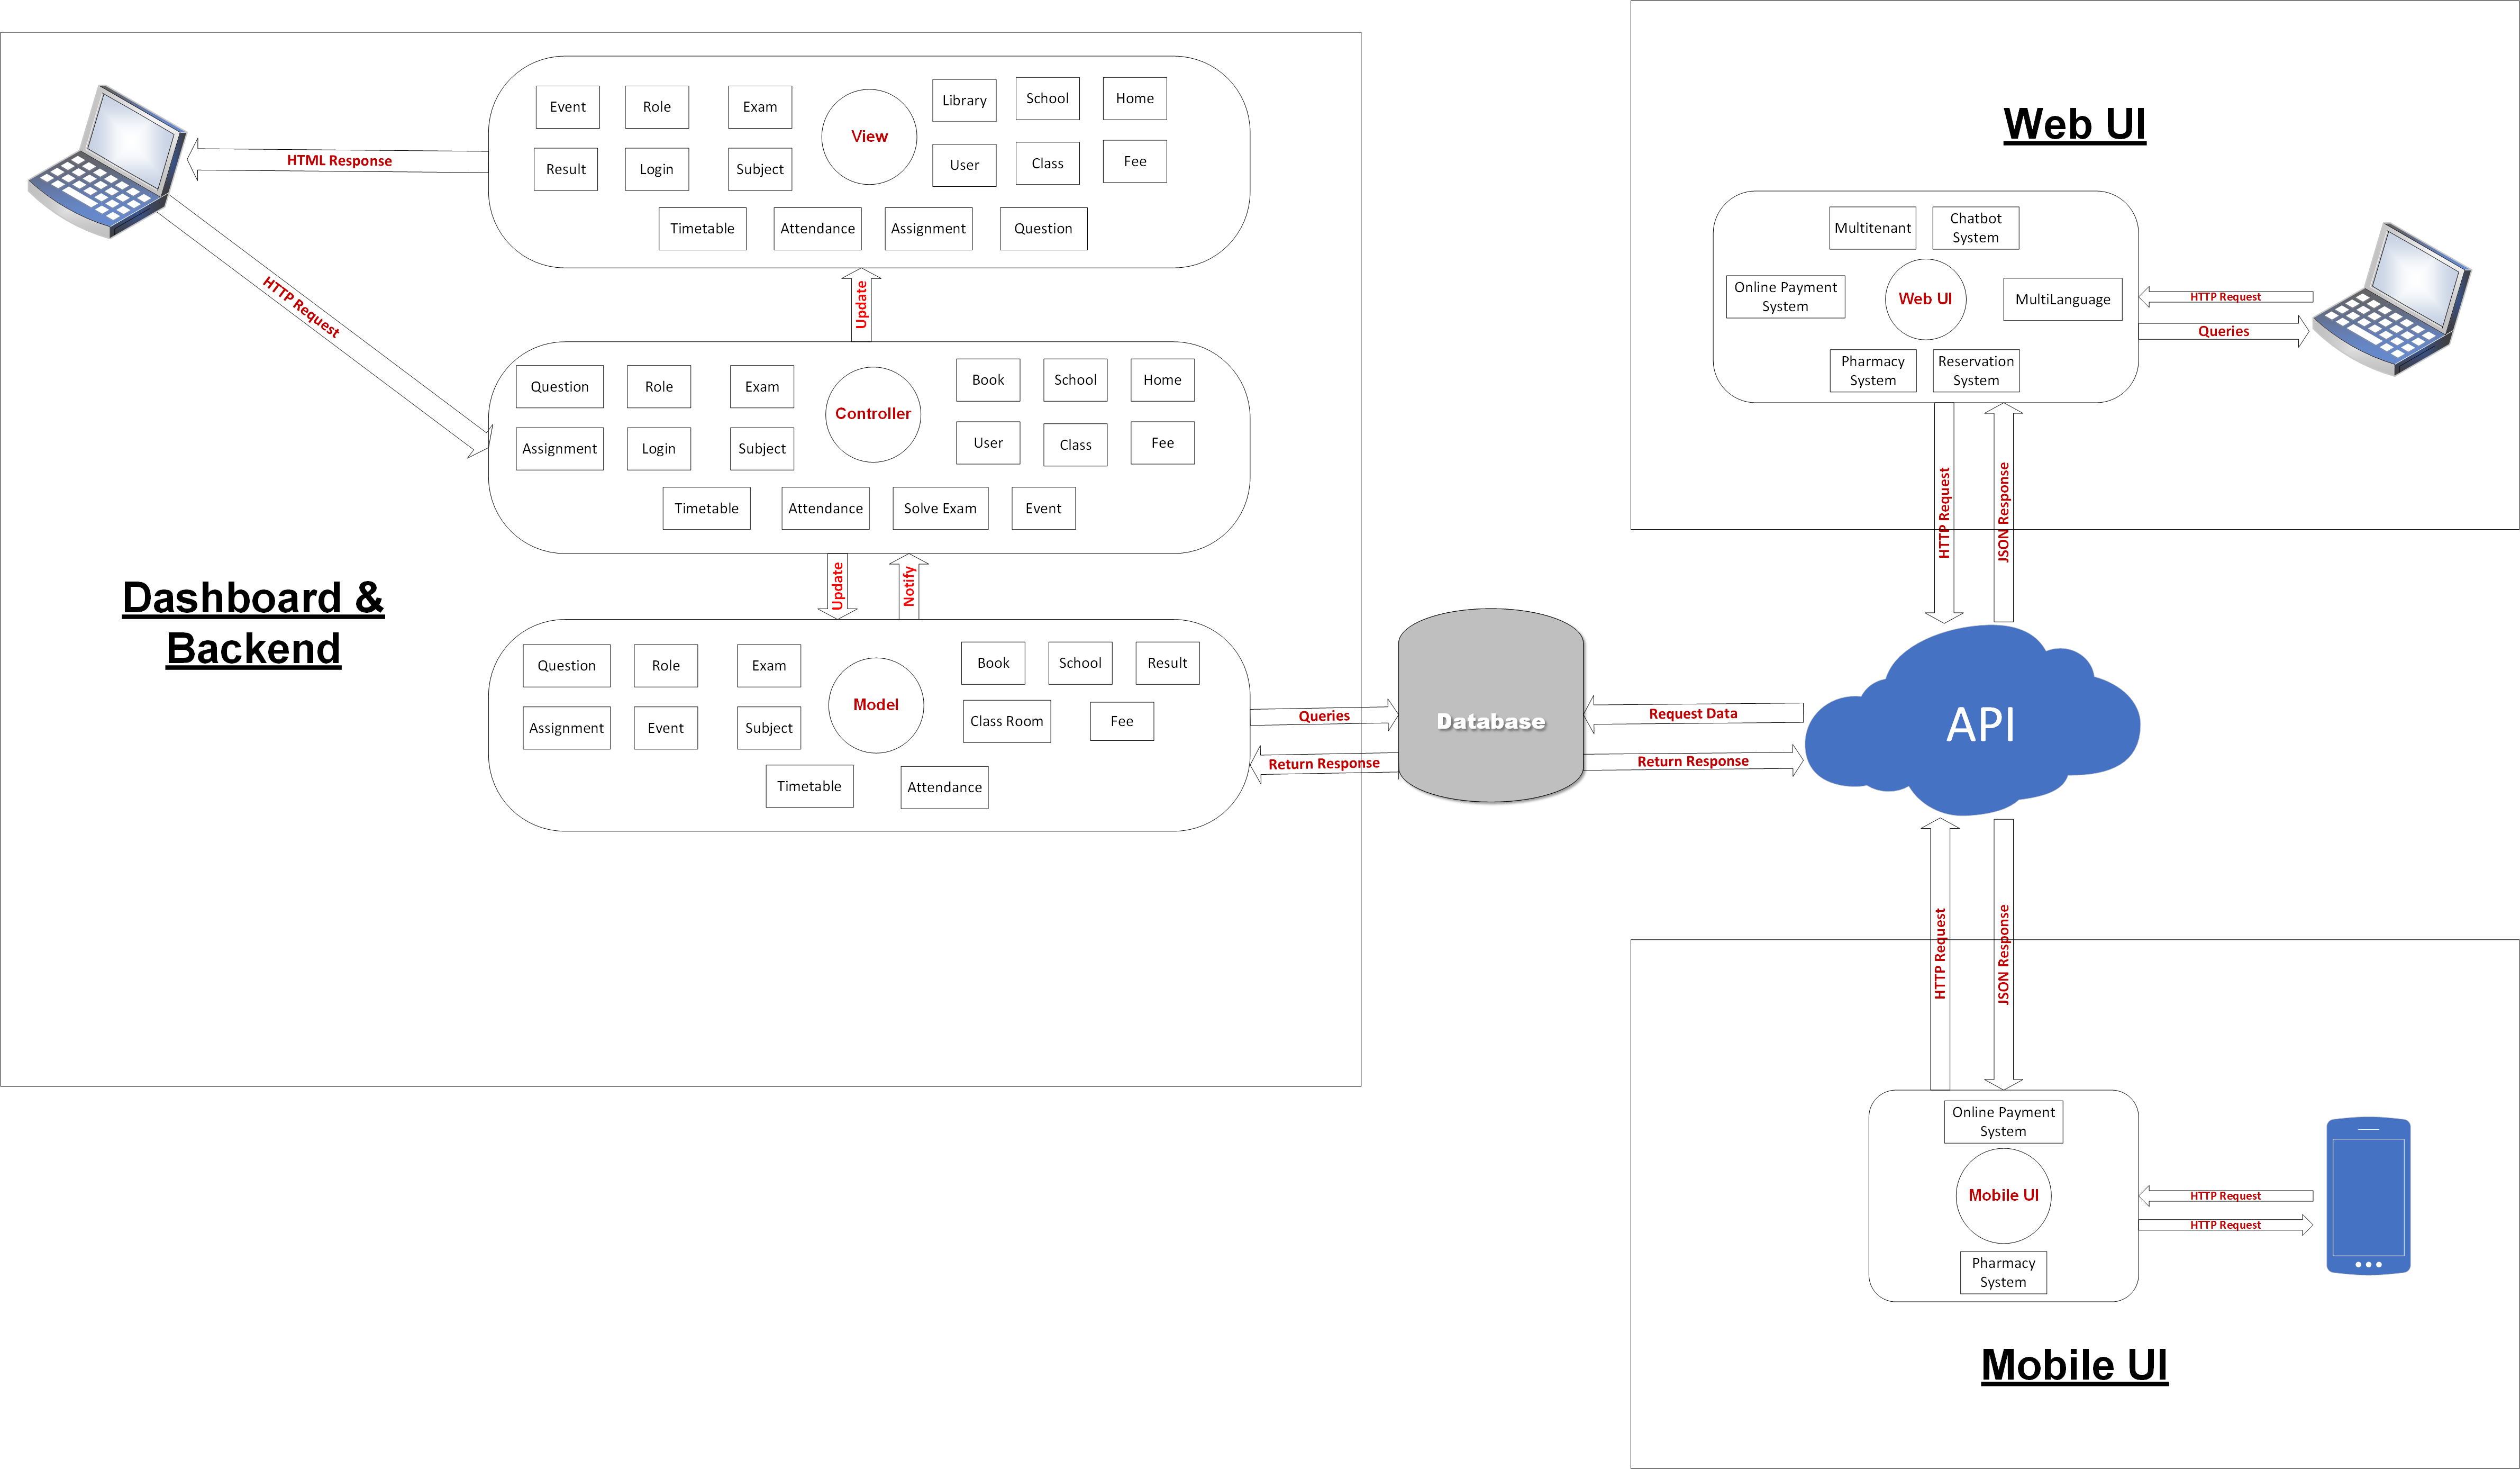 Event
Role
Exam
View
Library
School
Home
Result
Login
Subject
User
Class
Fee
Timetable
Attendance
Assignment
Question
HTML Response
HTTP Request
Update
Question
Role
Exam
Controller
Book
School
Home
Assignment
Login
Subject
User
Class
Fee
Timetable
Attendance
Solve Exam
Event
Update
Notify
Dashboard &
Backend
Question
Role
Exam
Model
Book
School
Result
Assignment
Event
Subject
Class Room
Fee
Timetable
Attendance
Queries
Return Response
Database
Request Data
Return Response
API
Web UI
Multitenant
Chatbot
System
Online Payment
System
Web UI
MultiLanguage
Pharmacy
System
Reservation
System
HTTP Request
Queries
HTTP Request
JSON Response
HTTP Request
JSON Response
Online Payment
System
Mobile UI
Pharmacy
System
HTTP Request
HTTP Request
Mobile UI